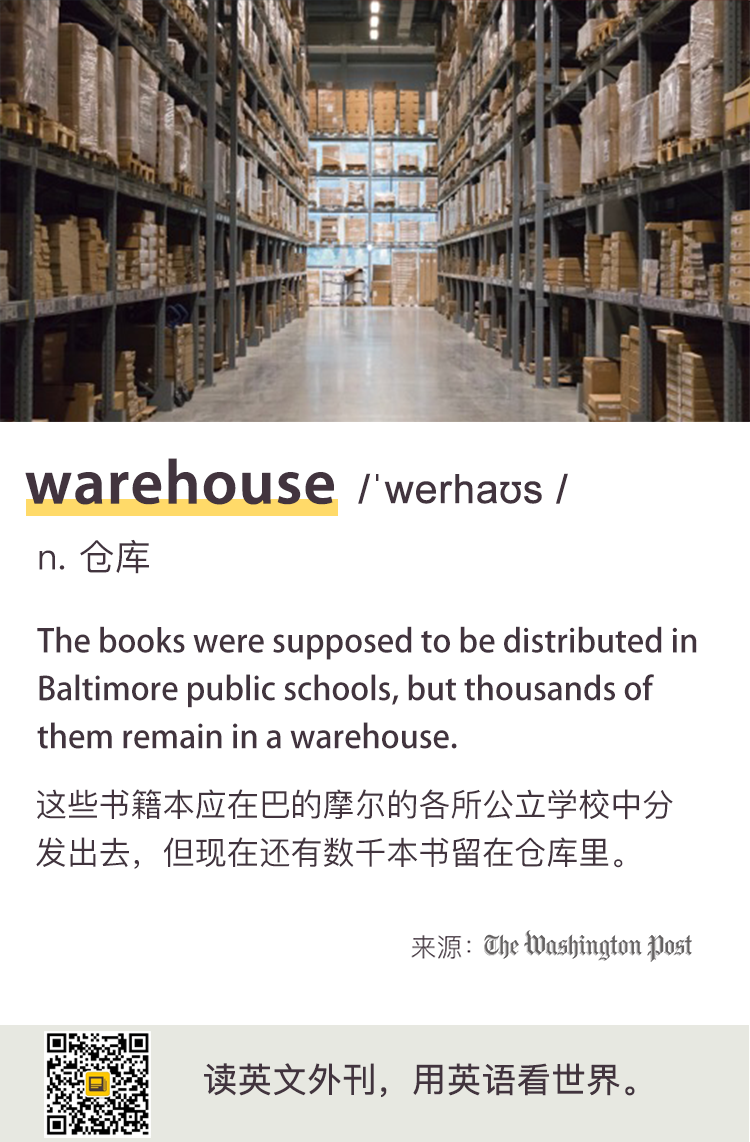 warehouse /ˈwerhaʊs /
n. 仓库
The books were supposed to be distributed in
Baltimore public schools, but thousands of
them remain in a warehouse.
这些书籍本应在巴的摩尔的各所公立学校中分
发出去，但现在还有数千本书留在仓库里。
来源：The Washington Post
读英文外刊，用英语看世界。